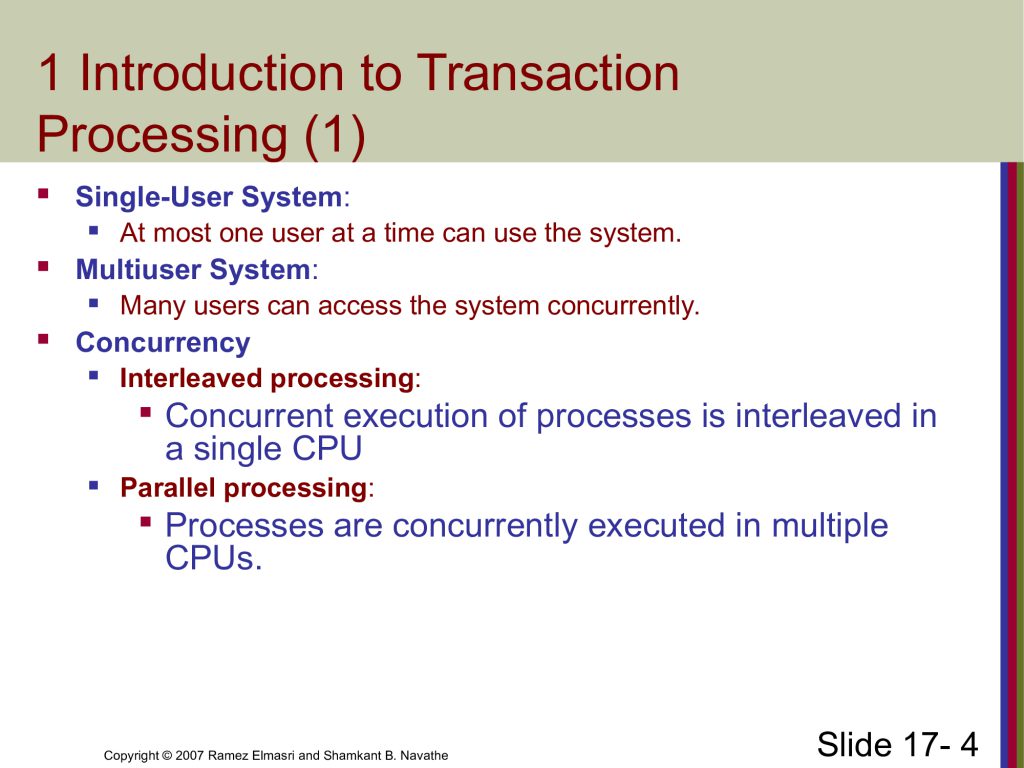 1 Introduction to Transaction
Processing (1)
Single-User System:
At most one user at a time can use the system.
Multiuser System:
Many users can access the system concurrently.
Concurrency
Interleaved processing:
Concurrent execution of processes is interleaved in
a single CPU
Parallel processing:
Processes are concurrently executed in multiple
CPUs.
Copyright © 2007 Ramez Elmasri and Shamkant B. Navathe
Slide 17- 4